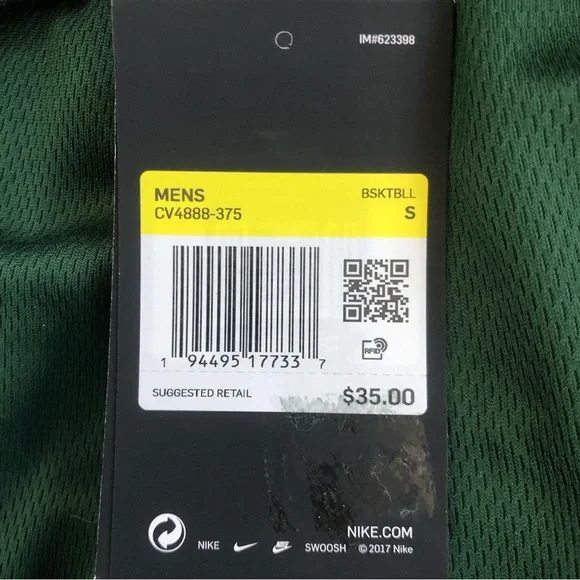 IM#623398
MENS BSKTBLL
CV4888-375 S
1 94495 17733 7
RFID
SUGGESTED RETAIL $35.00
NIKE.COM
NIKE SWOOSH © 2017 Nike